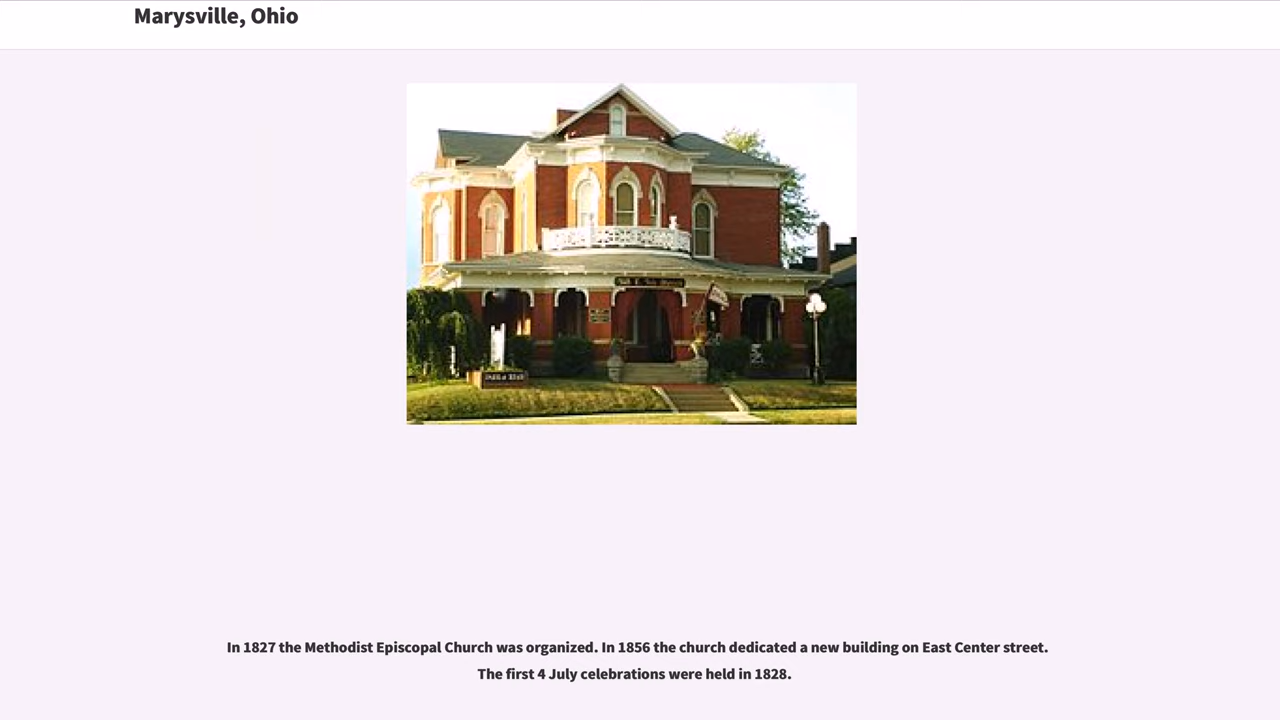 Marysville, Ohio
In 1827 the Methodist Episcopal Church was organized. In 1856 the church dedicated a new building on East Center street.
The first 4 July celebrations were held in 1828.